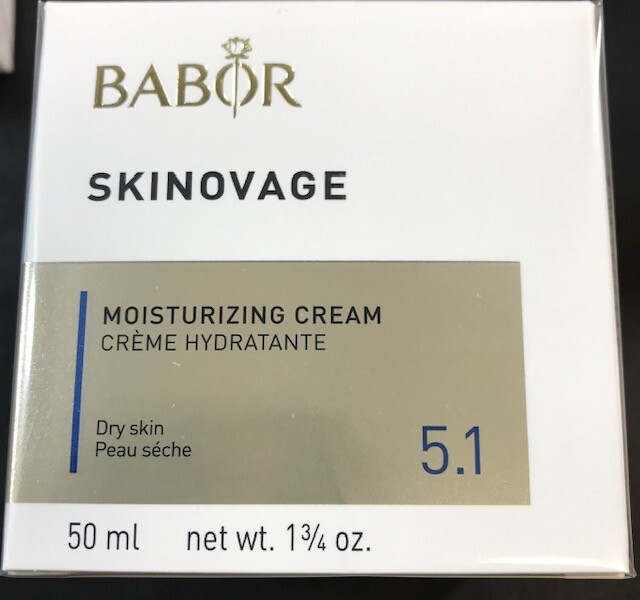 BABOR
SKINOVAGE
MOISTURIZING CREAM
CRÈME HYDRATANTE
Dry skin
Peau séche
5.1
50 ml net wt. 1¾ oz.